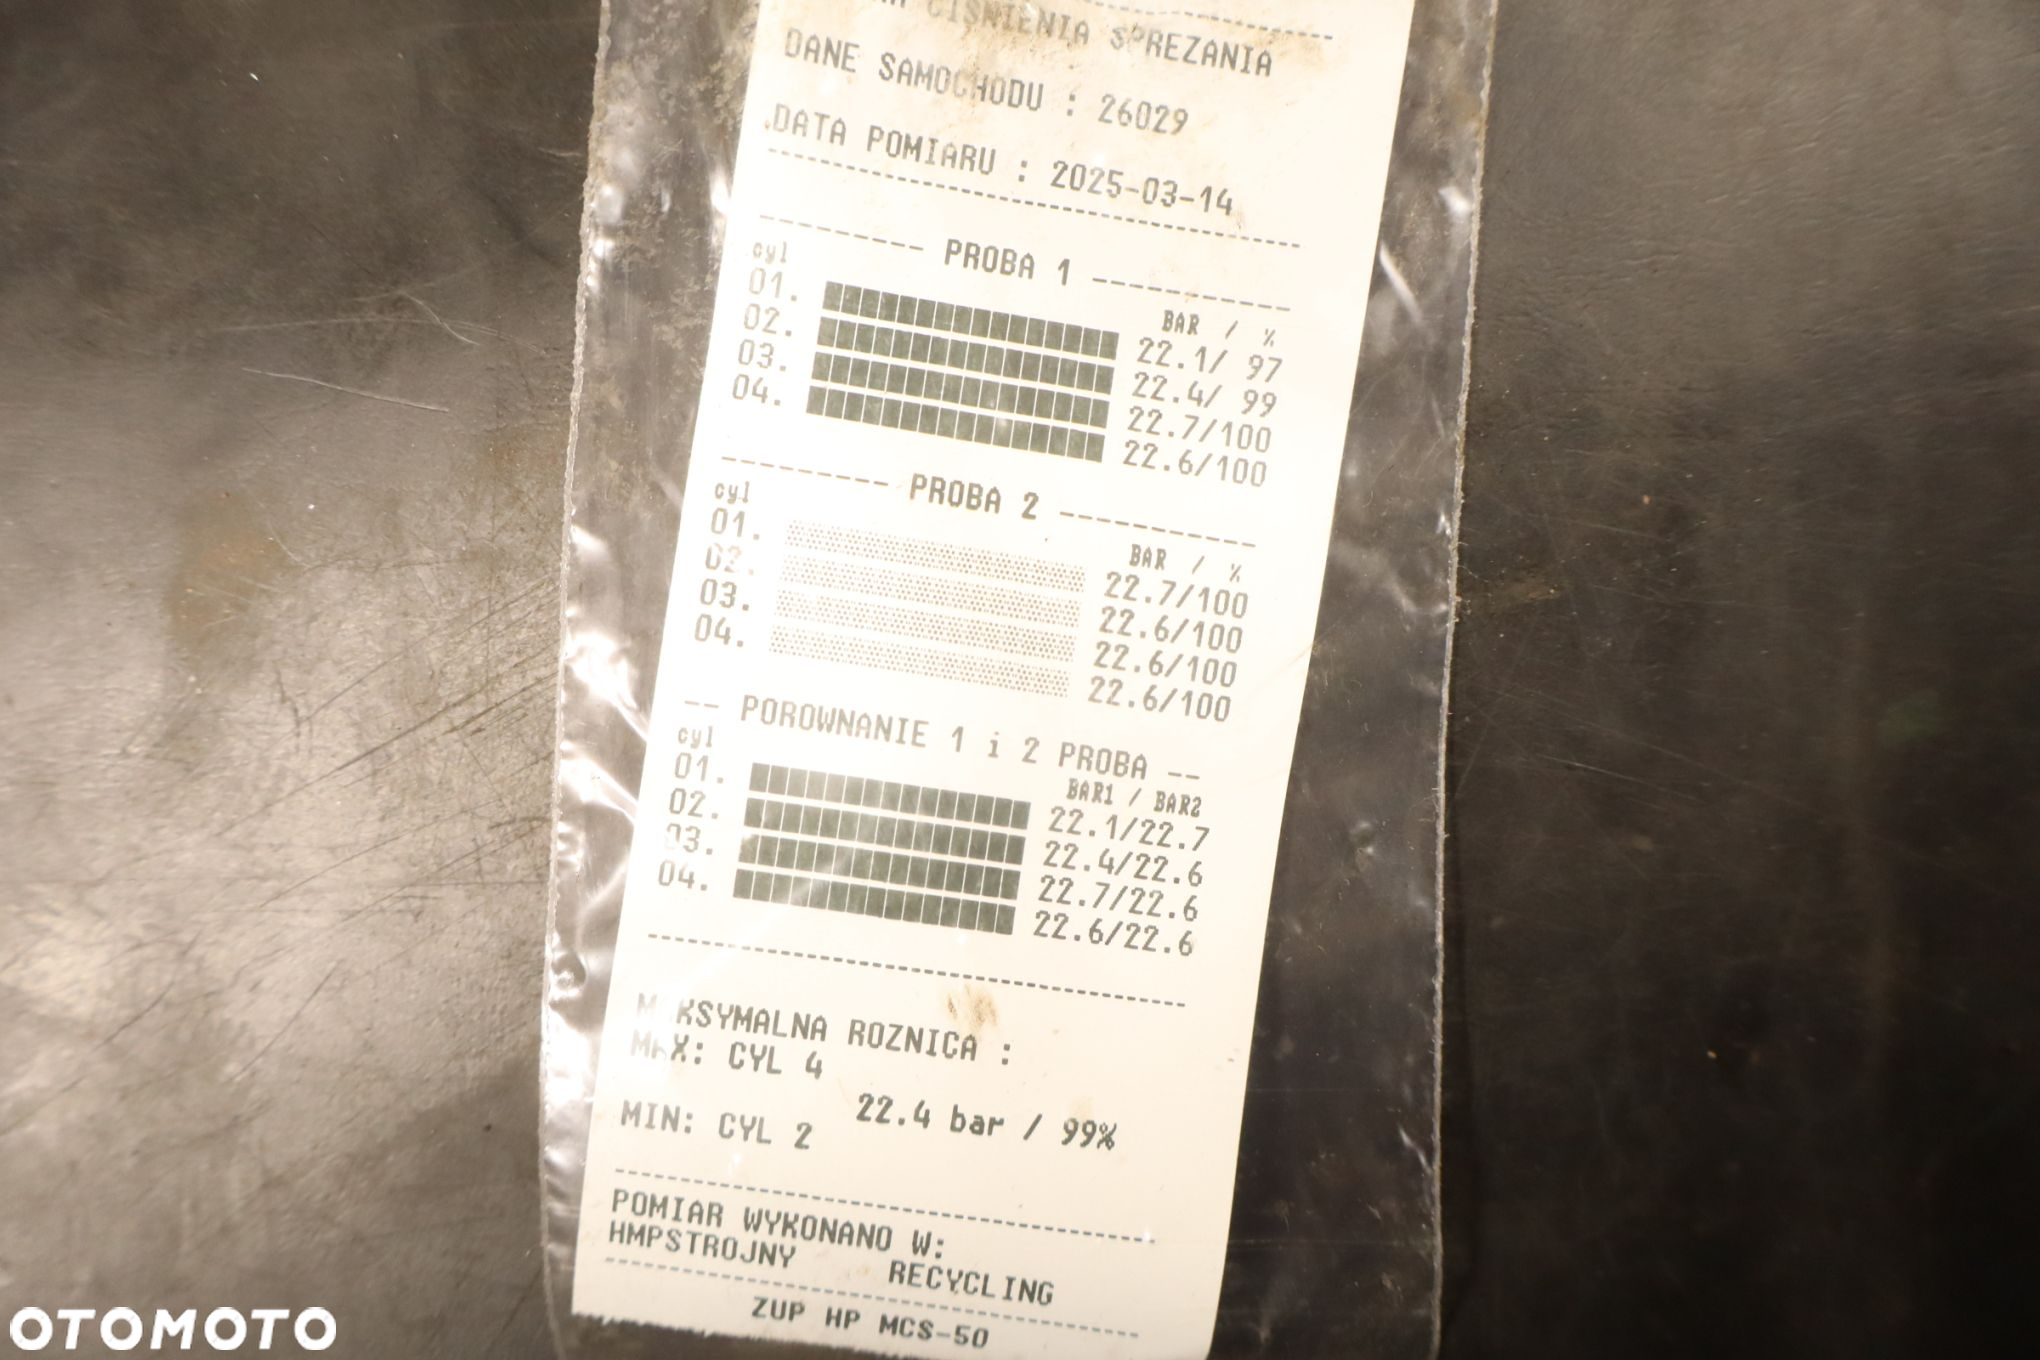 CISNIENIA SPREZANIA
DANE SAMOCHODU : 26029
DATA POMIARU : 2025-03-14
-------- PROBA 1 ----------
cyl BAR / %
01. 22.1/ 97
02. 22.4/ 99
03. 22.7/100
04. 22.6/100
-------- PROBA 2 ----------
cyl BAR / %
01. 22.7/100
02. 22.6/100
03. 22.6/100
04. 22.6/100
-- POROWNANIE 1 i 2 PROBA --
cyl BAR1 / BAR2
01. 22.1/22.7
02. 22.4/22.6
03. 22.7/22.6
04. 22.6/22.6
MAKSYMALNA ROZNICA :
MAX: CYL 4
22.4 bar / 99%
MIN: CYL 2
POMIAR WYKONANO W:
HMPSTROJNY RECYCLING
ZUP HP MCS-50
OTOMOTO